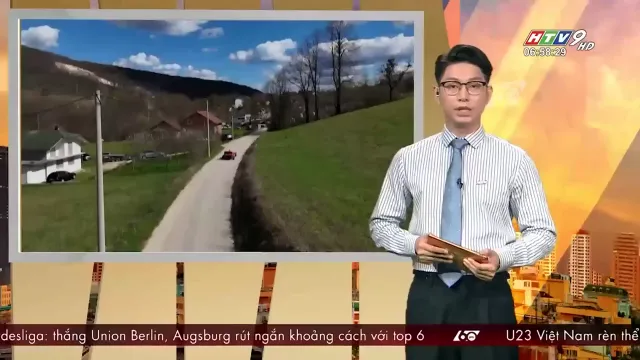 HTV9 HD
06:58:29
desliga: thắng Union Berlin, Augsburg rút ngắn khoảng cách với top 6 60 U23 Việt Nam rèn thể